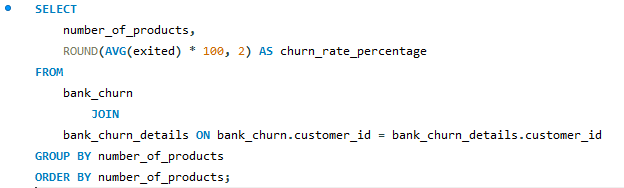 SELECT
    number_of_products,
    ROUND(AVG(exited) * 100, 2) AS churn_rate_percentage
FROM
    bank_churn
        JOIN
    bank_churn_details ON bank_churn.customer_id = bank_churn_details.customer_id
GROUP BY number_of_products
ORDER BY number_of_products;